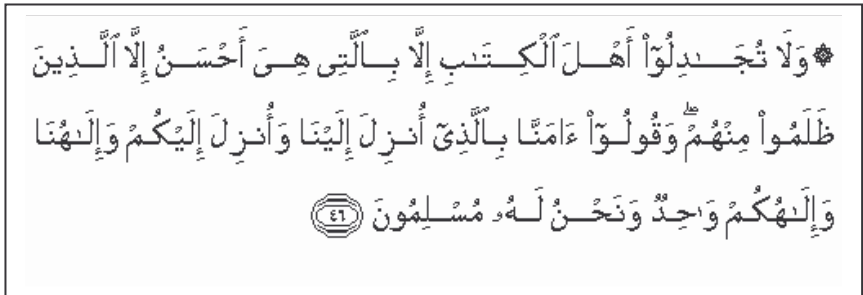 ۞ وَلَا تُجَـٰدِلُوٓا۟ أَهْلَ ٱلْكِتَـٰبِ إِلَّا بِٱلَّتِى هِىَ أَحْسَنُ إِلَّا ٱلَّذِينَ
ظَلَمُوا۟ مِنْهُمْ ۖ وَقُولُوٓا۟ ءَامَنَّا بِٱلَّذِىٓ أُنزِلَ إِلَيْنَا وَأُنزِلَ إِلَيْكُمْ وَإِلَـٰهُنَا
وَإِلَـٰهُكُمْ وَٰحِدٌ وَنَحْنُ لَهُۥ مُسْلِمُونَ ٤٦